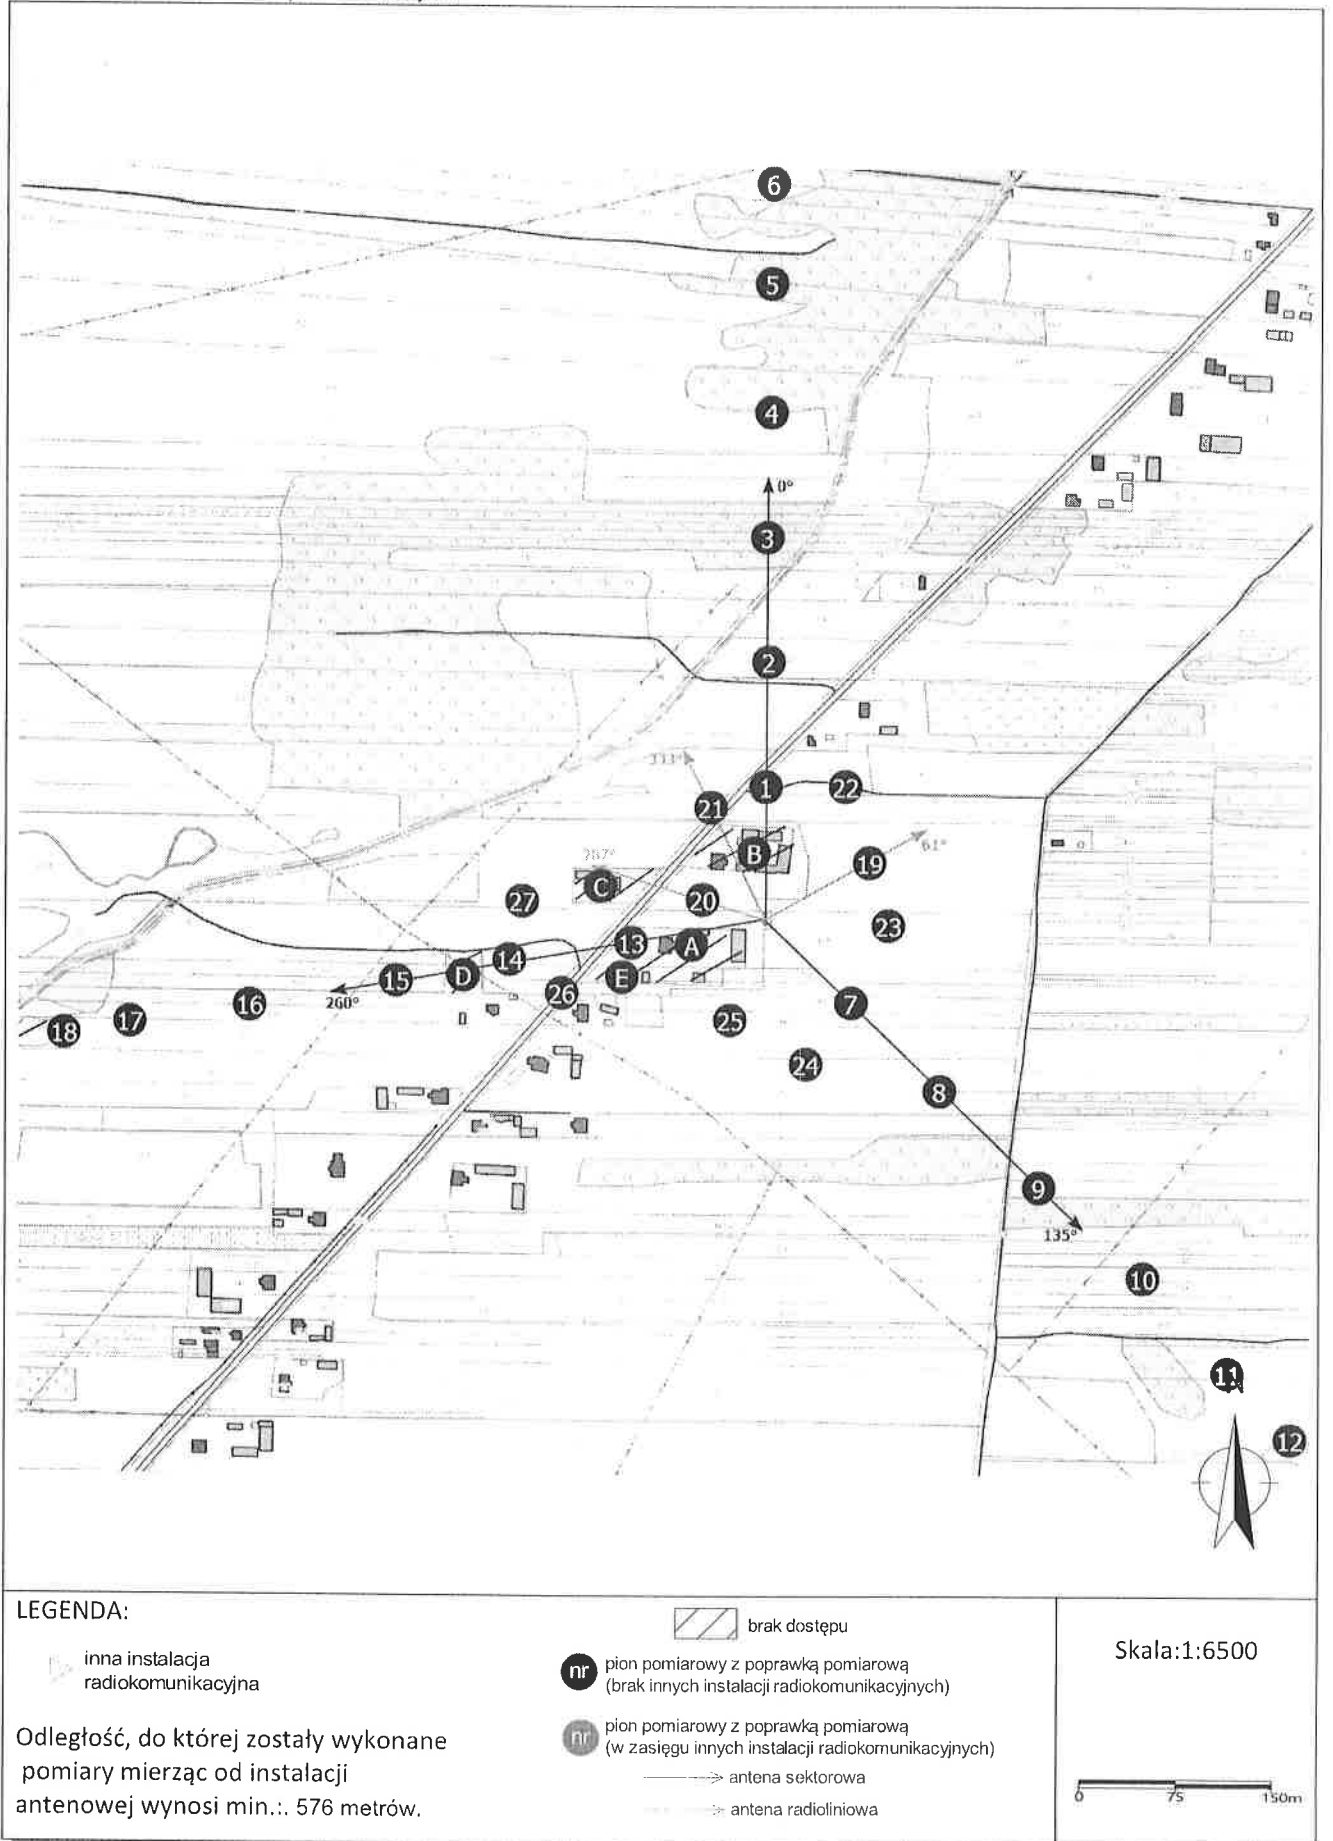 6
5
4
0°
3
2
333°
1
22
21
B
19
61°
C
20
27
23
13
A
14
D
E
15
260°
26
16
7
17
25
18
24
8
9
135°
10
11
12
LEGENDA:
inna instalacja
radiokomunikacyjna
Odległość, do której zostały wykonane
pomiary mierząc od instalacji
antenowej wynosi min.:. 576 metrów.
brak dostępu
nr pion pomiarowy z poprawką pomiarową
(brak innych instalacji radiokomunikacyjnych)
nr pion pomiarowy z poprawką pomiarową
(w zasięgu innych instalacji radiokomunikacyjnych)
antena sektorowa
antena radioliniowa
Skala:1:6500
0 75 150m